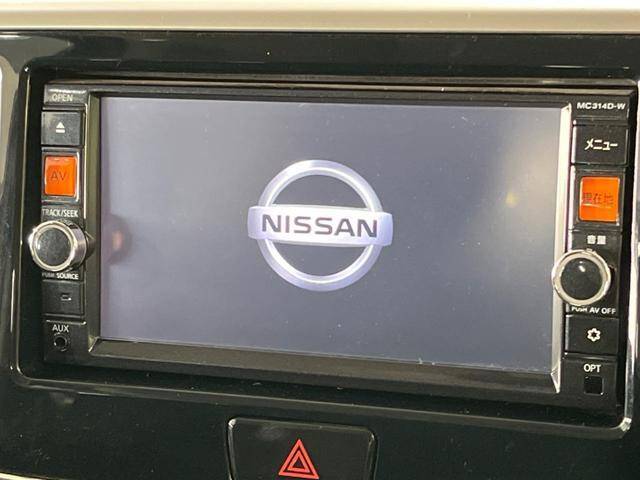 OPEN
AV
TRACK/SEEK
PUSH SOURCE
AUX
NISSAN
MC314D-W
メニュー
現在地
音量
PUSH AV OFF
OPT